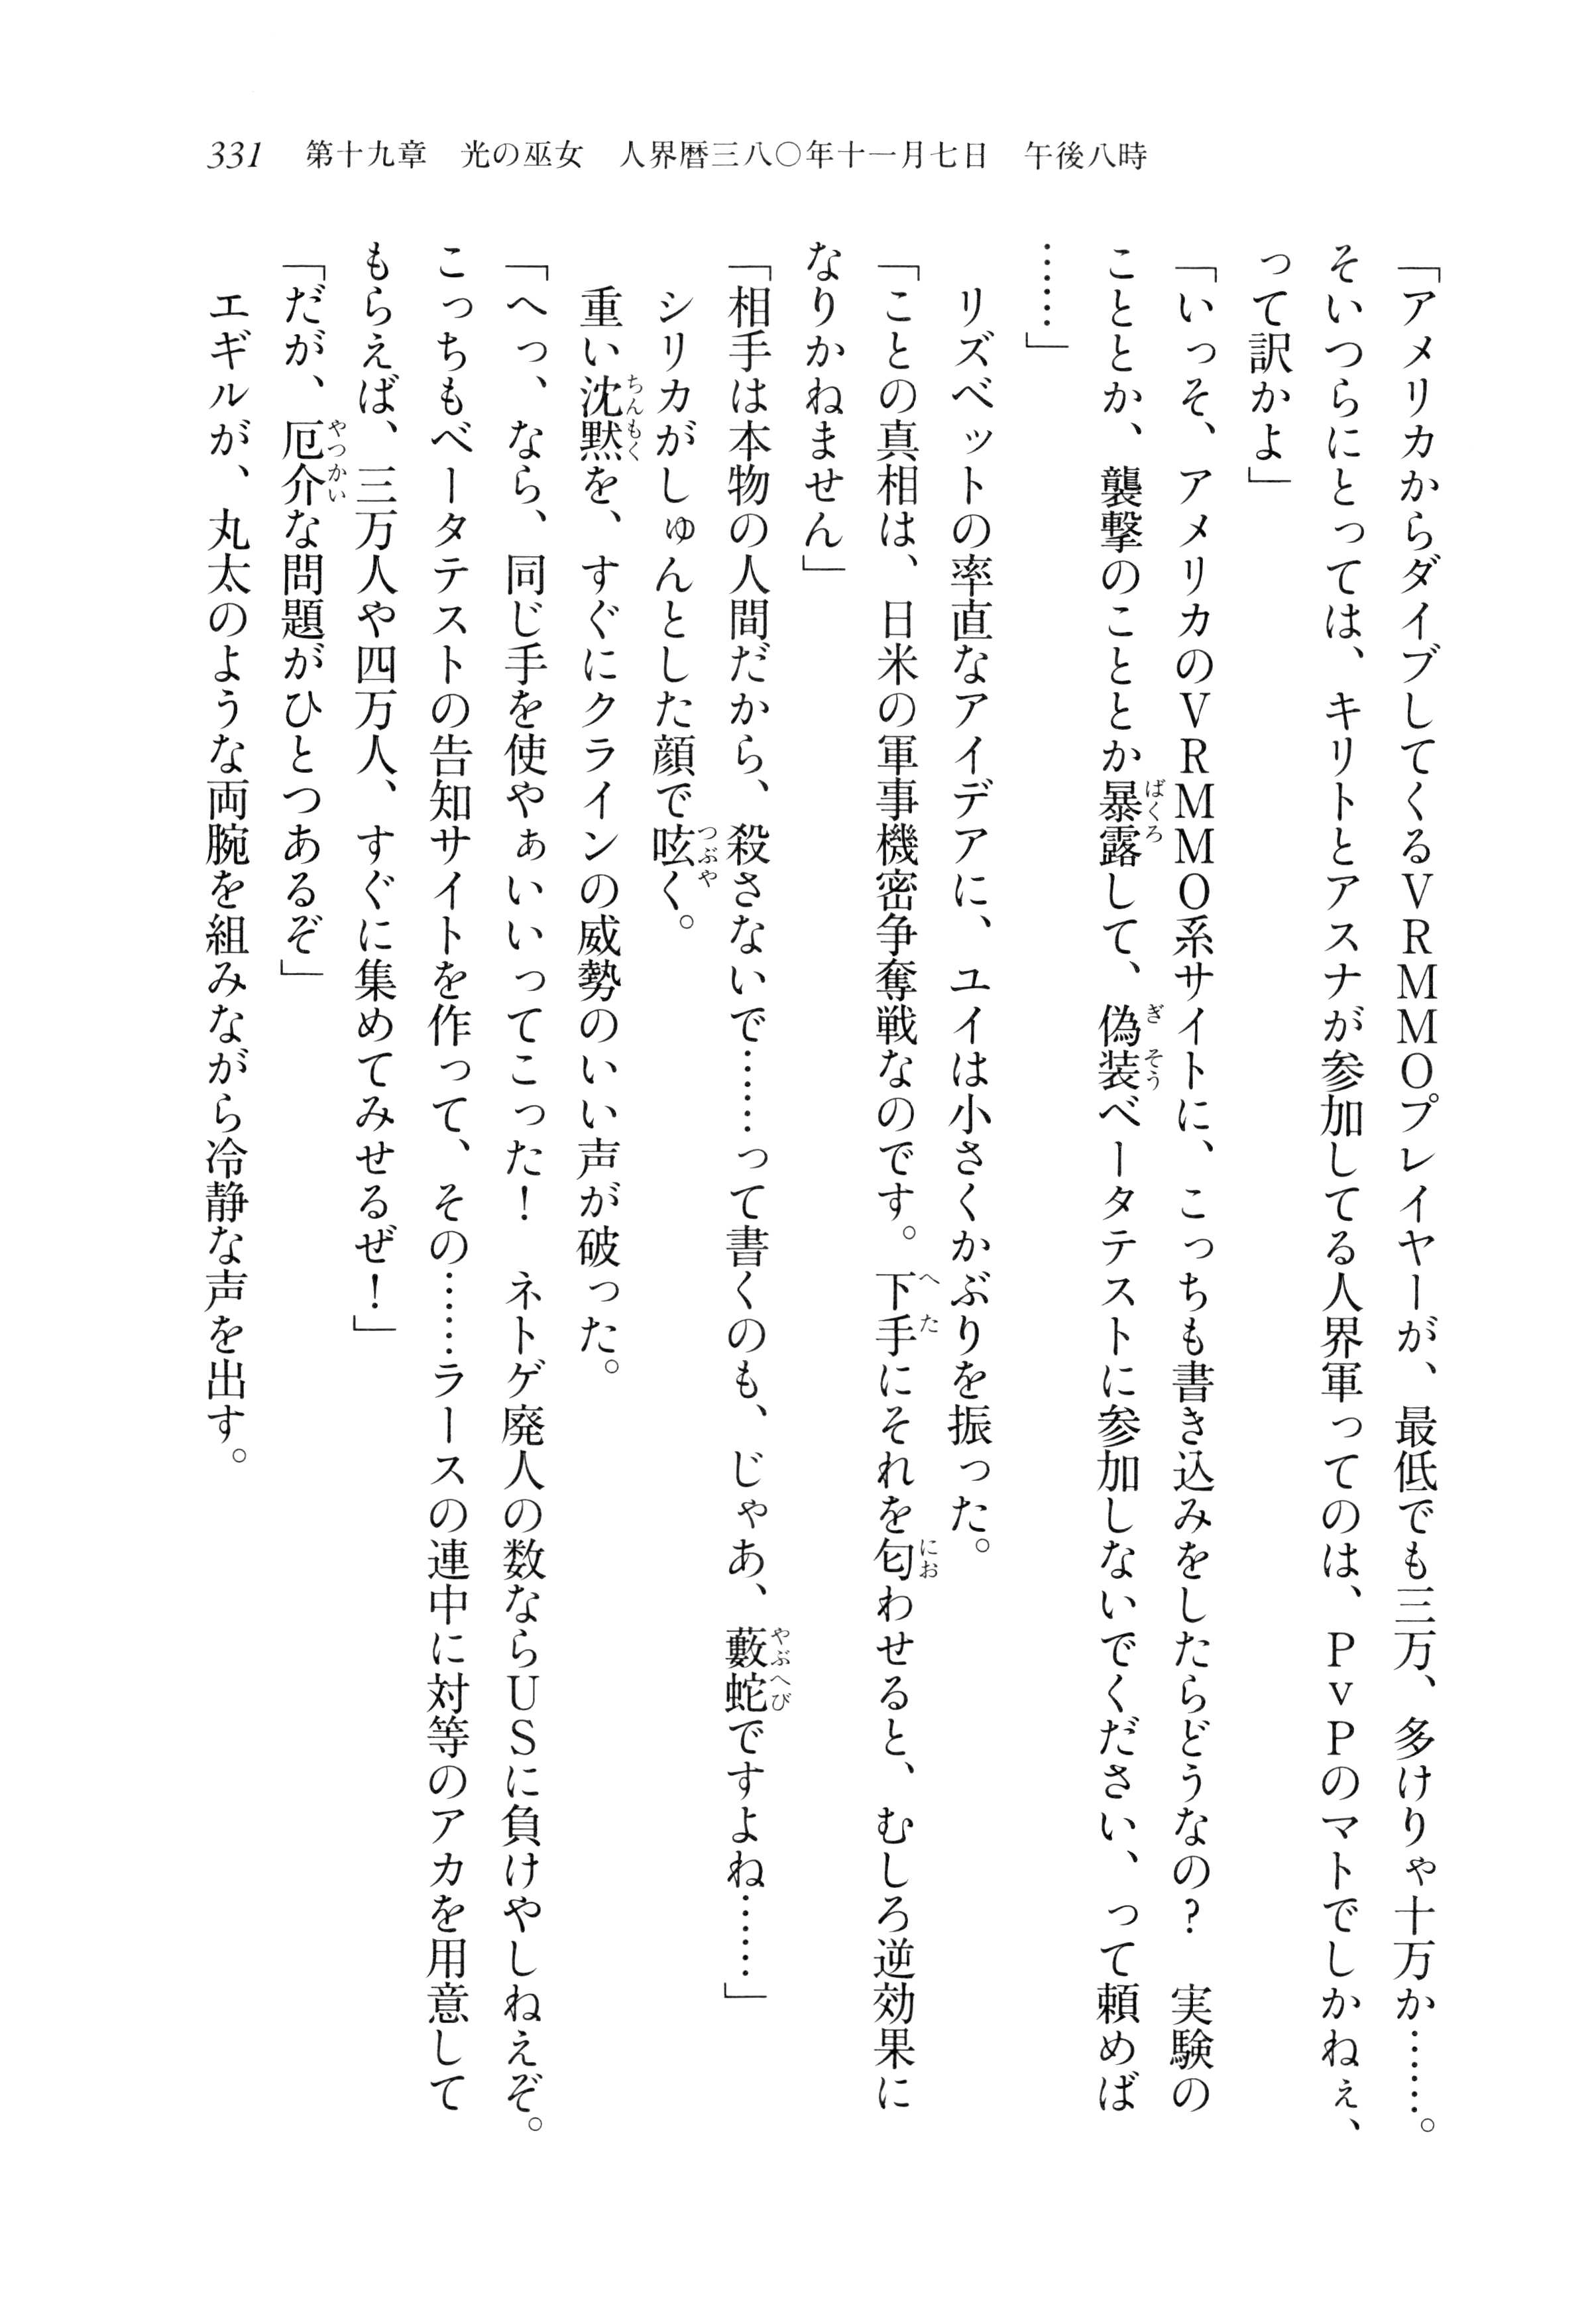 331　第十九章　光の巫女　人界暦三八〇年十一月七日　午後八時
「アメリカからダイブしてくるＶＲＭＭＯプレイヤーが、最低でも三万、多けりゃ十万か……。
そいつらにとっては、キリトとアスナが参加してる人界軍ってのは、ＰｖＰのマトでしかねぇ、
って訳かよ」
「いっそ、アメリカのＶＲＭＭＯ系サイトに、こっちも書き込みをしたらどうなの？　実験の
こととか、襲撃のこととか暴露して、偽装ベータテストに参加しないでください、って頼めば
……」
　リズベットの率直なアイデアに、ユイは小さくかぶりを振った。
「ことの真相は、日米の軍事機密争奪戦なのです。下手にそれを匂わせると、むしろ逆効果に
なりかねません」
「相手は本物の人間だから、殺さないで……って書くのも、じゃあ、藪蛇ですよね……」
　シリカがしゅんとした顔で呟く。
　重い沈黙を、すぐにクラインの威勢のいい声が破った。
「へっ、なら、同じ手を使やぁいいってこった！　ネトゲ廃人の数ならＵＳに負けやしねえぞ。
こっちもベータテストの告知サイトを作って、その……ラースの連中に対等のアカを用意して
もらえば、三万人や四万人、すぐに集めてみせるぜ！」
「だが、厄介な問題がひとつあるぞ」
　エギルが、丸太のような両腕を組みながら冷静な声を出す。